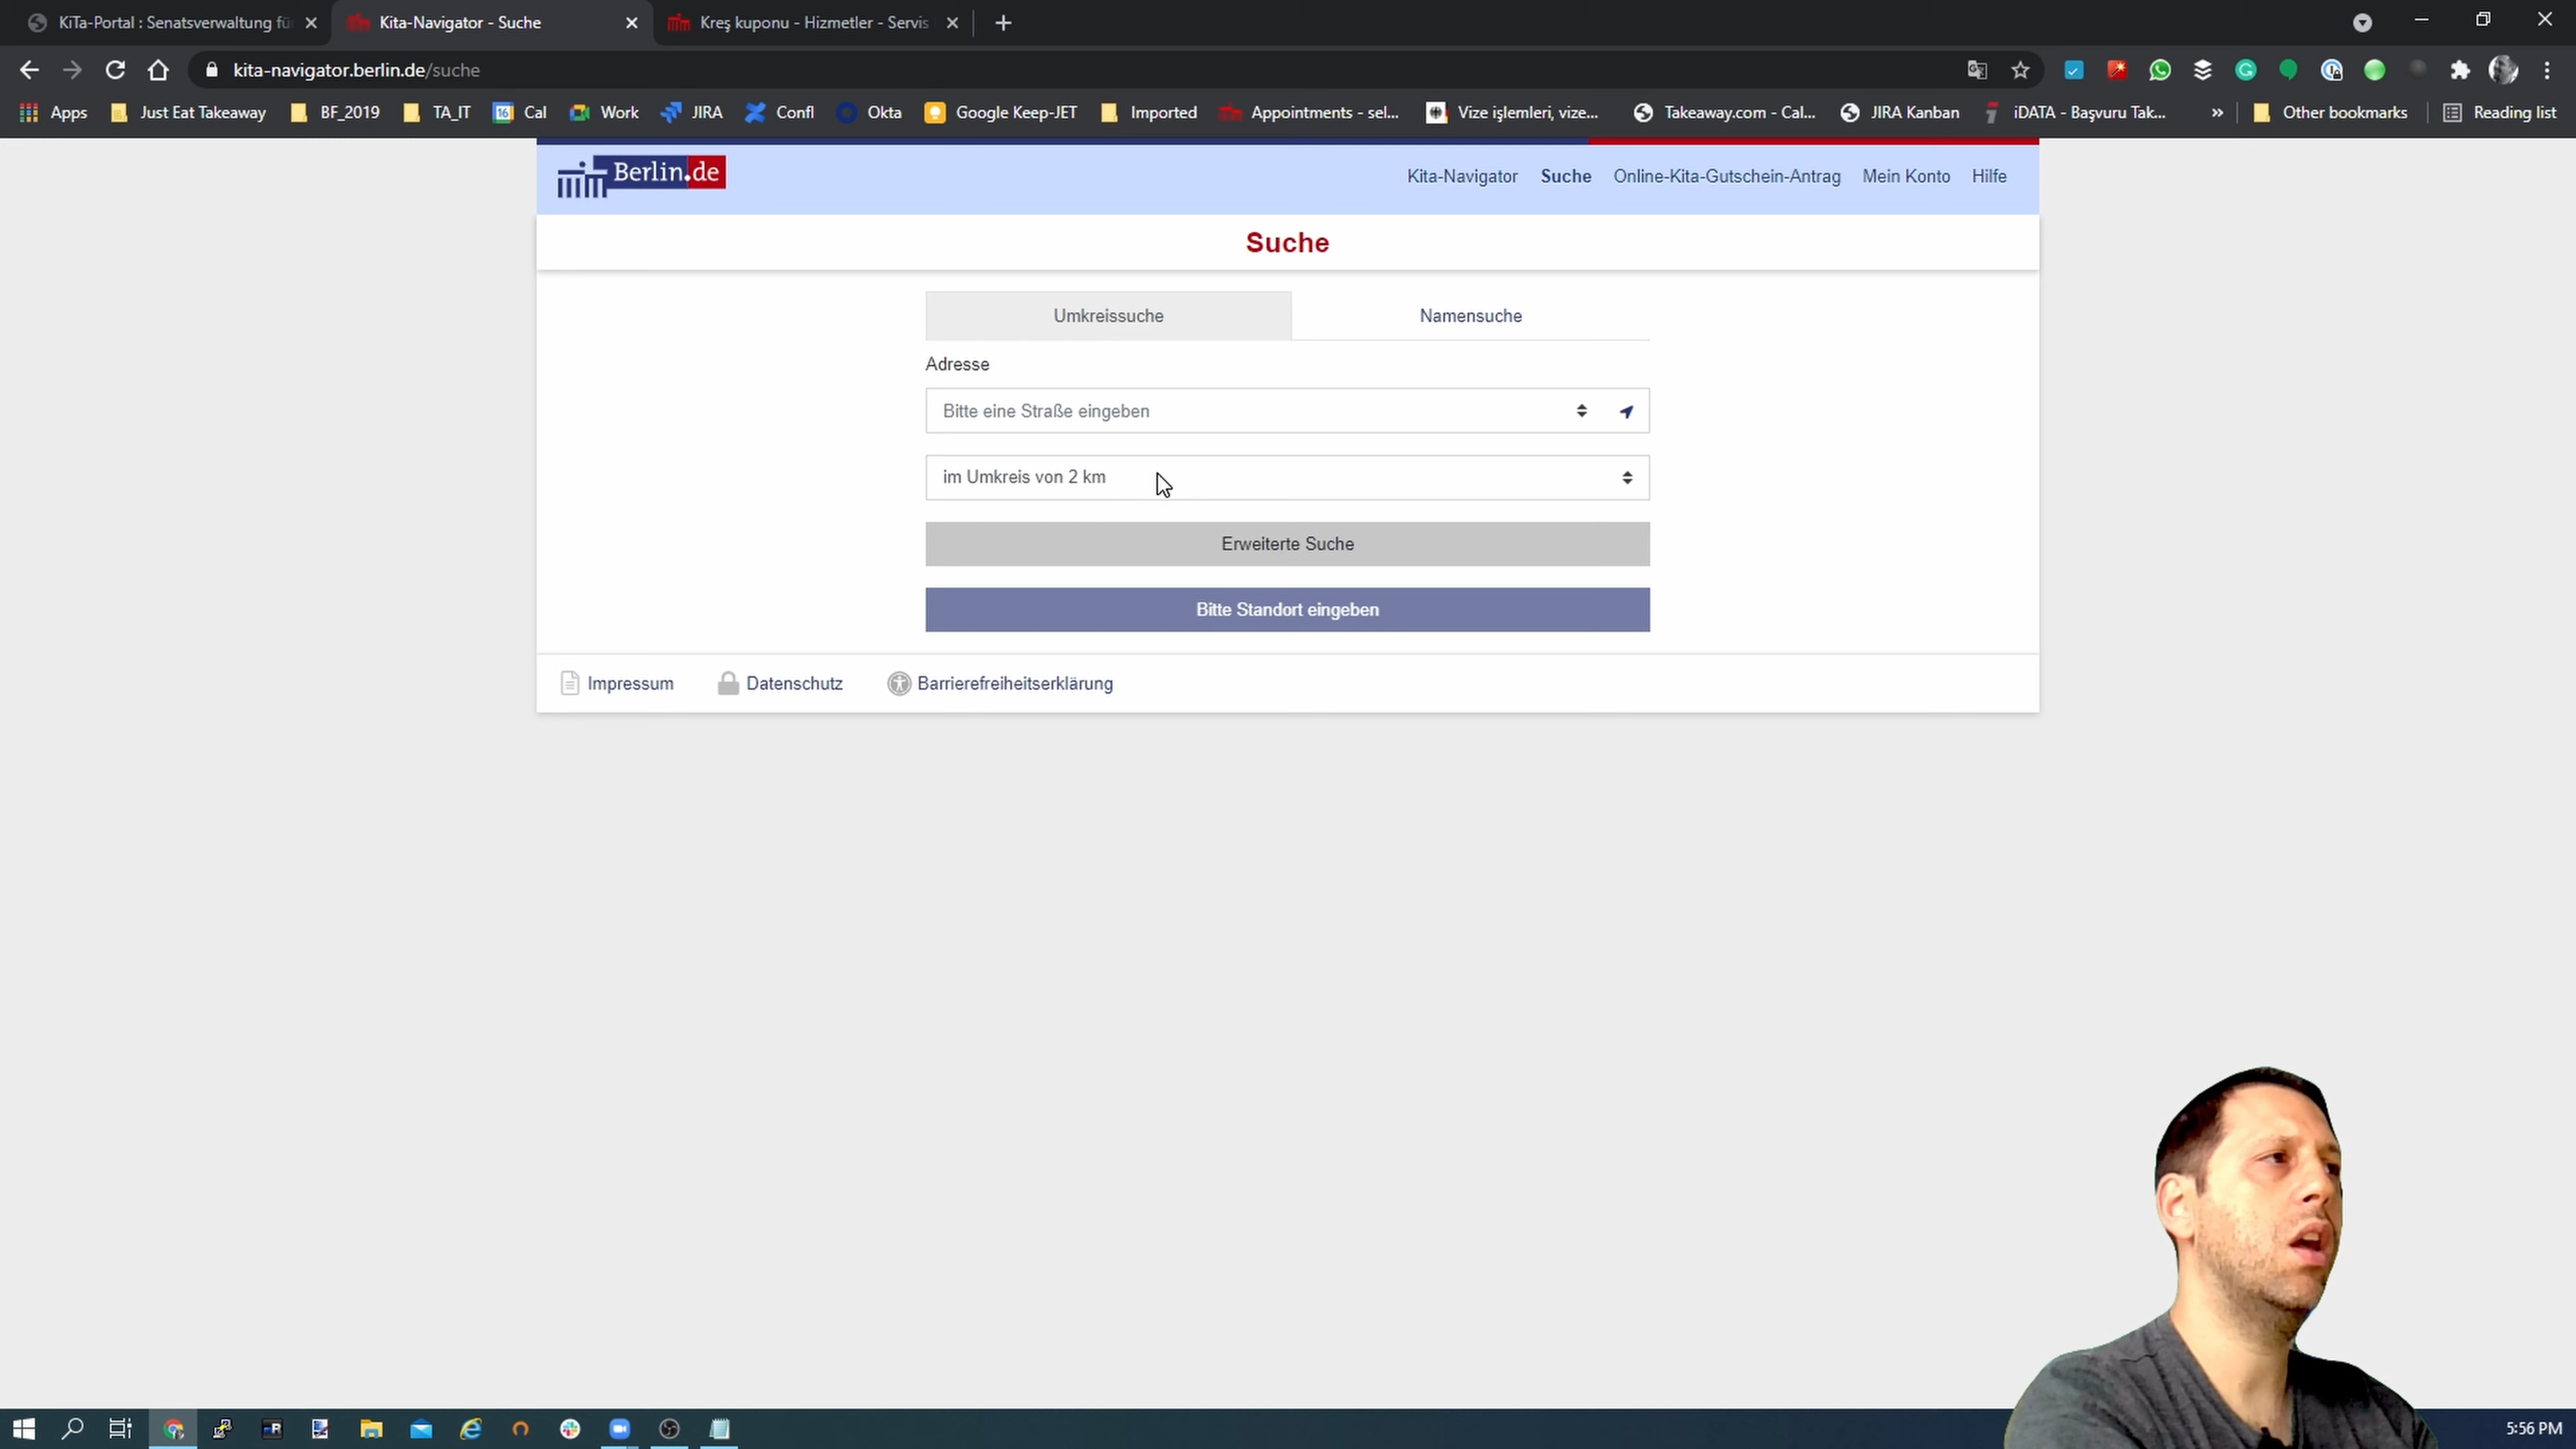 KiTa-Portal : Senatsverwaltung fü
Kita-Navigator - Suche
Kreş kuponu - Hizmetler - Servis
kita-navigator.berlin.de/suche
Apps
Just Eat Takeaway
BF_2019
TA_IT
16
Cal
Work
JIRA
Confl
Okta
Google Keep-JET
Imported
Appointments - sel...
Vize işlemleri, vize...
Takeaway.com - Cal...
JIRA Kanban
iDATA - Başvuru Tak...
»
Other bookmarks
Reading list
Berlin.de
Kita-Navigator
Suche
Online-Kita-Gutschein-Antrag
Mein Konto
Hilfe
Suche
Umkreissuche
Namensuche
Adresse
Bitte eine Straße eingeben
im Umkreis von 2 km
Erweiterte Suche
Bitte Standort eingeben
Impressum
Datenschutz
Barrierefreiheitserklärung
5:56 PM